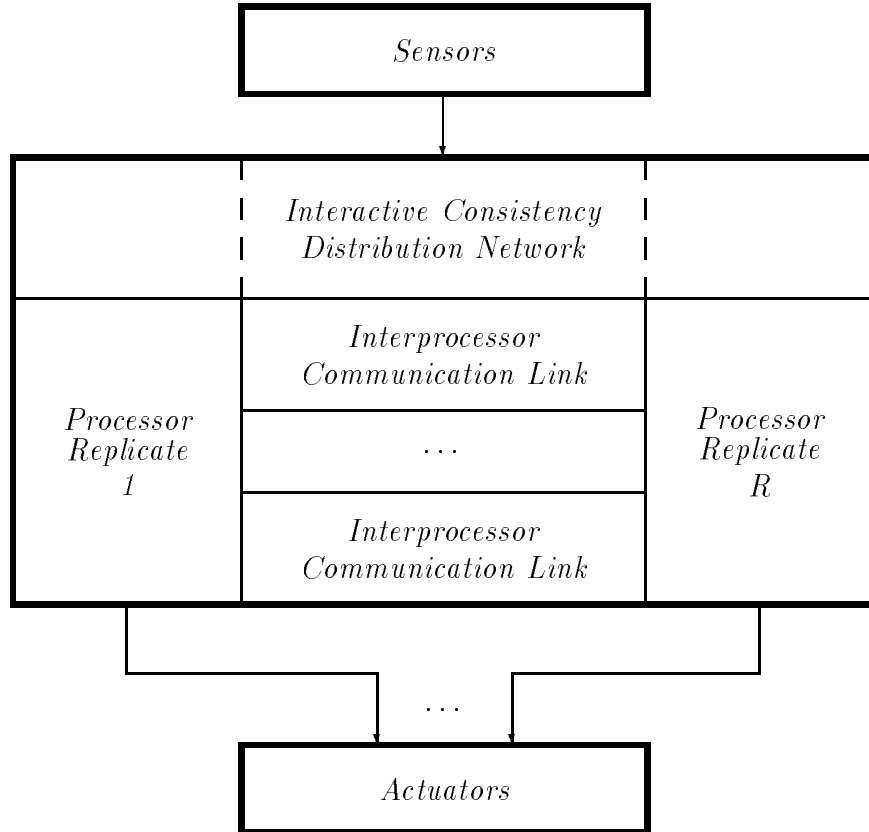 Sensors
Interactive Consistency
Distribution Network
Interprocessor
Communication Link
Processor
Replicate
1
...
Processor
Replicate
R
Interprocessor
Communication Link
...
Actuators